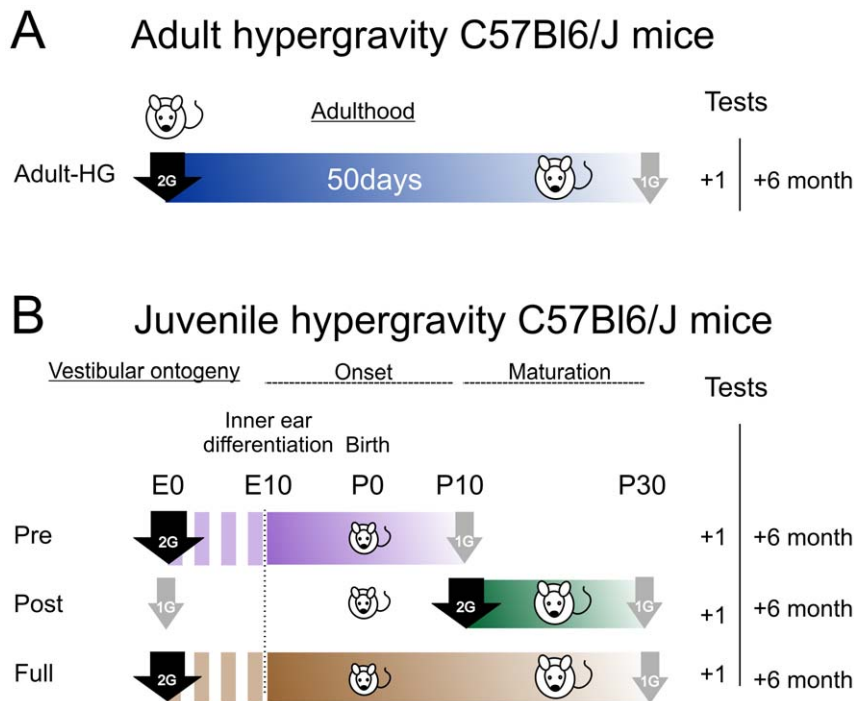 A Adult hypergravity C57Bl6/J mice
Adulthood
Tests
Adult-HG 2G 50days 1G +1 +6 month
B Juvenile hypergravity C57Bl6/J mice
Vestibular ontogeny Onset Maturation
Tests
Inner ear
differentiation Birth
E0 E10 P0 P10 P30
Pre 2G 1G +1 +6 month
Post 1G 2G 1G +1 +6 month
Full 2G 1G +1 +6 month